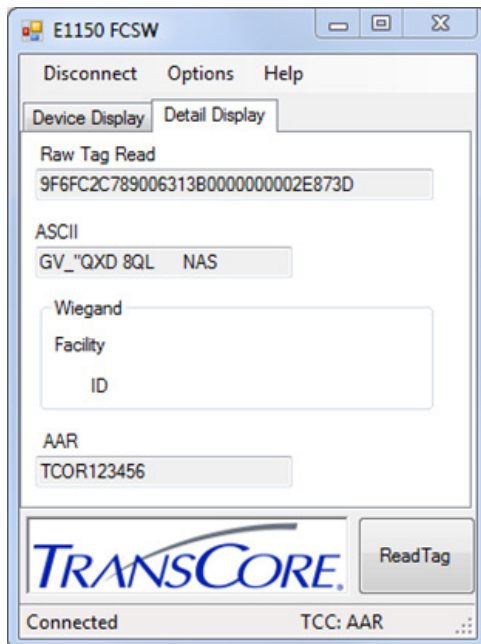 E1150 FCSW
Disconnect Options Help
Device Display Detail Display
Raw Tag Read
9F6FC2C789006313B0000000002E873D
ASCII
GV_"QXD 8QL NAS
Wiegand
Facility
ID
AAR
TCOR123456
TRANSCORE.
ReadTag
Connected TCC: AAR